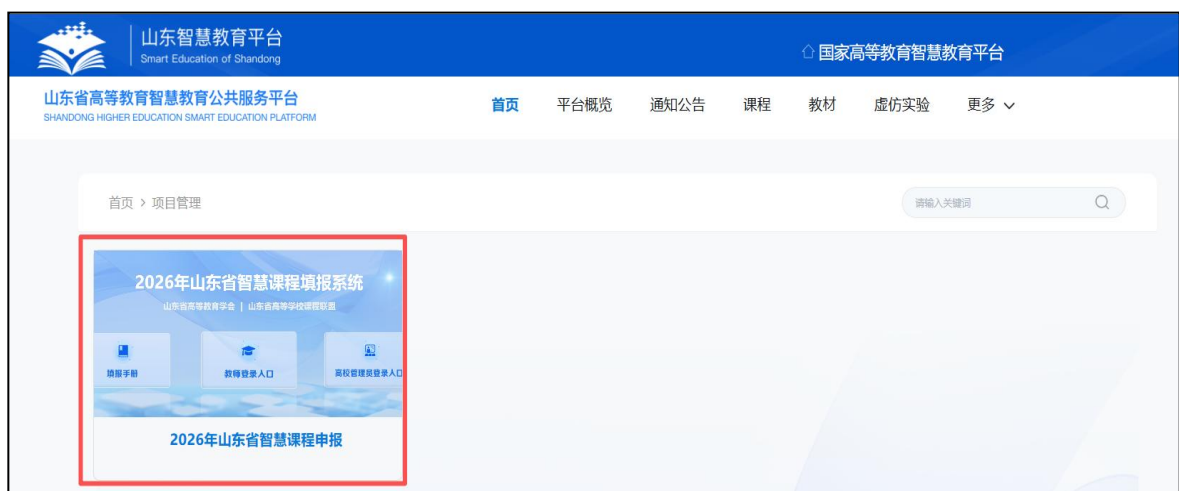 山东智慧教育平台
Smart Education of Shandong
国家高等教育智慧教育平台
山东省高等教育智慧教育公共服务平台
SHANDONG HIGHER EDUCATION SMART EDUCATION PLATFORM
首页 平台概览 通知公告 课程 教材 虚仿实验 更多
首页 > 项目管理
请输入关键词
2026年山东省智慧课程填报系统
山东省高等教育学会 | 山东省高等学校课程联盟
填报手册 教师登录入口 高校管理员登录入口
2026年山东省智慧课程申报